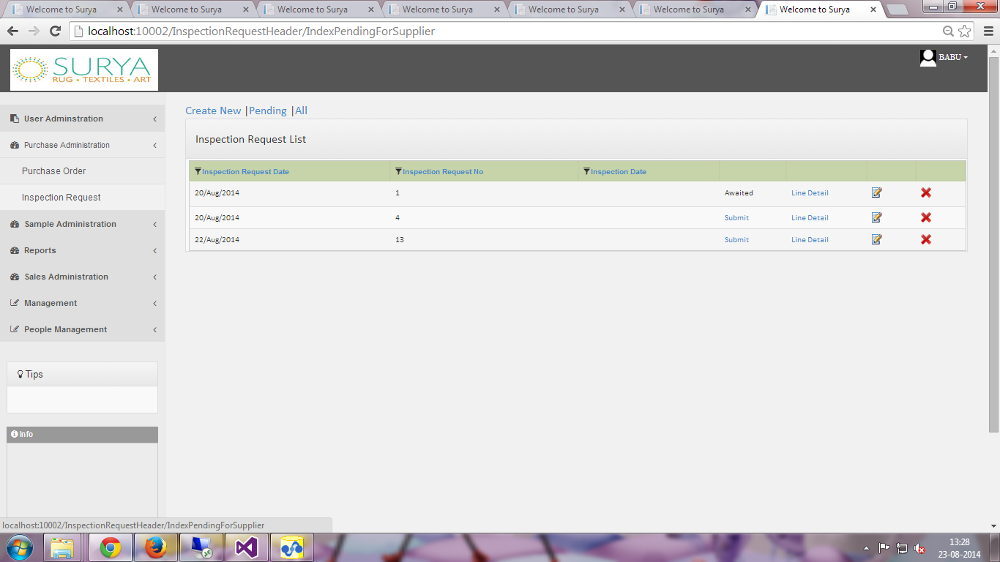 Welcome to Surya Welcome to Surya Welcome to Surya Welcome to Surya Welcome to Surya Welcome to Surya Welcome to Surya
localhost:10002/InspectionRequestHeader/IndexPendingForSupplier
SURYA
RUG • TEXTILES • ART
BABU
User Adminstration
Purchase Administration
Purchase Order
Inspection Request
Sample Administration
Reports
Sales Administration
Management
People Management
Tips
Info
Create New |Pending |All
Inspection Request List
Inspection Request Date Inspection Request No Inspection Date
20/Aug/2014 1 Awaited Line Detail
20/Aug/2014 4 Submit Line Detail
22/Aug/2014 13 Submit Line Detail
localhost:10002/InspectionRequestHeader/IndexPendingForSupplier
13:28
23-08-2014